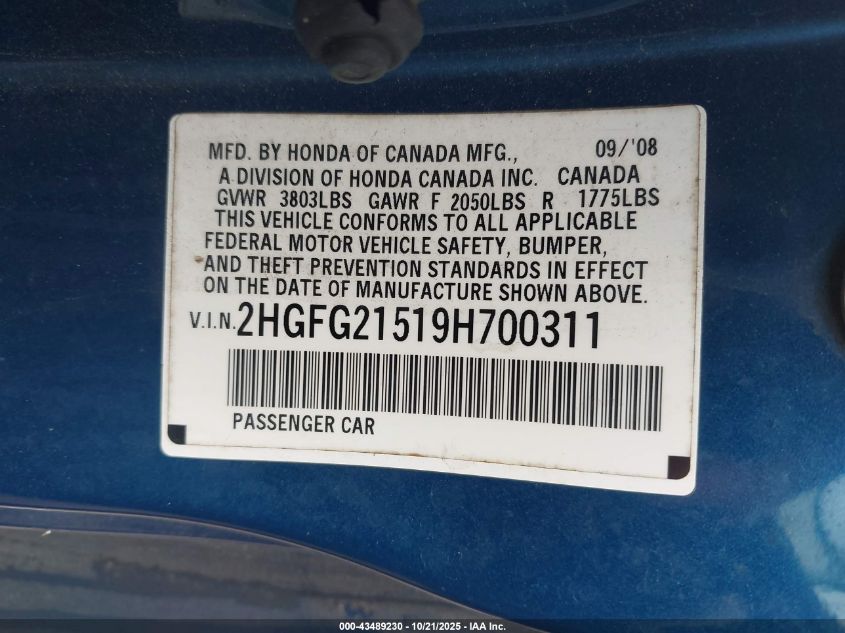 MFD. BY HONDA OF CANADA MFG., 09/'08
A DIVISION OF HONDA CANADA INC. CANADA
GVWR 3803LBS GAWR F 2050LBS R 1775LBS
THIS VEHICLE CONFORMS TO ALL APPLICABLE
FEDERAL MOTOR VEHICLE SAFETY, BUMPER,
AND THEFT PREVENTION STANDARDS IN EFFECT
ON THE DATE OF MANUFACTURE SHOWN ABOVE.
V.I.N. 2HGFG21519H700311
PASSENGER CAR
000-43489230 - 10/21/2025 - IAA Inc.